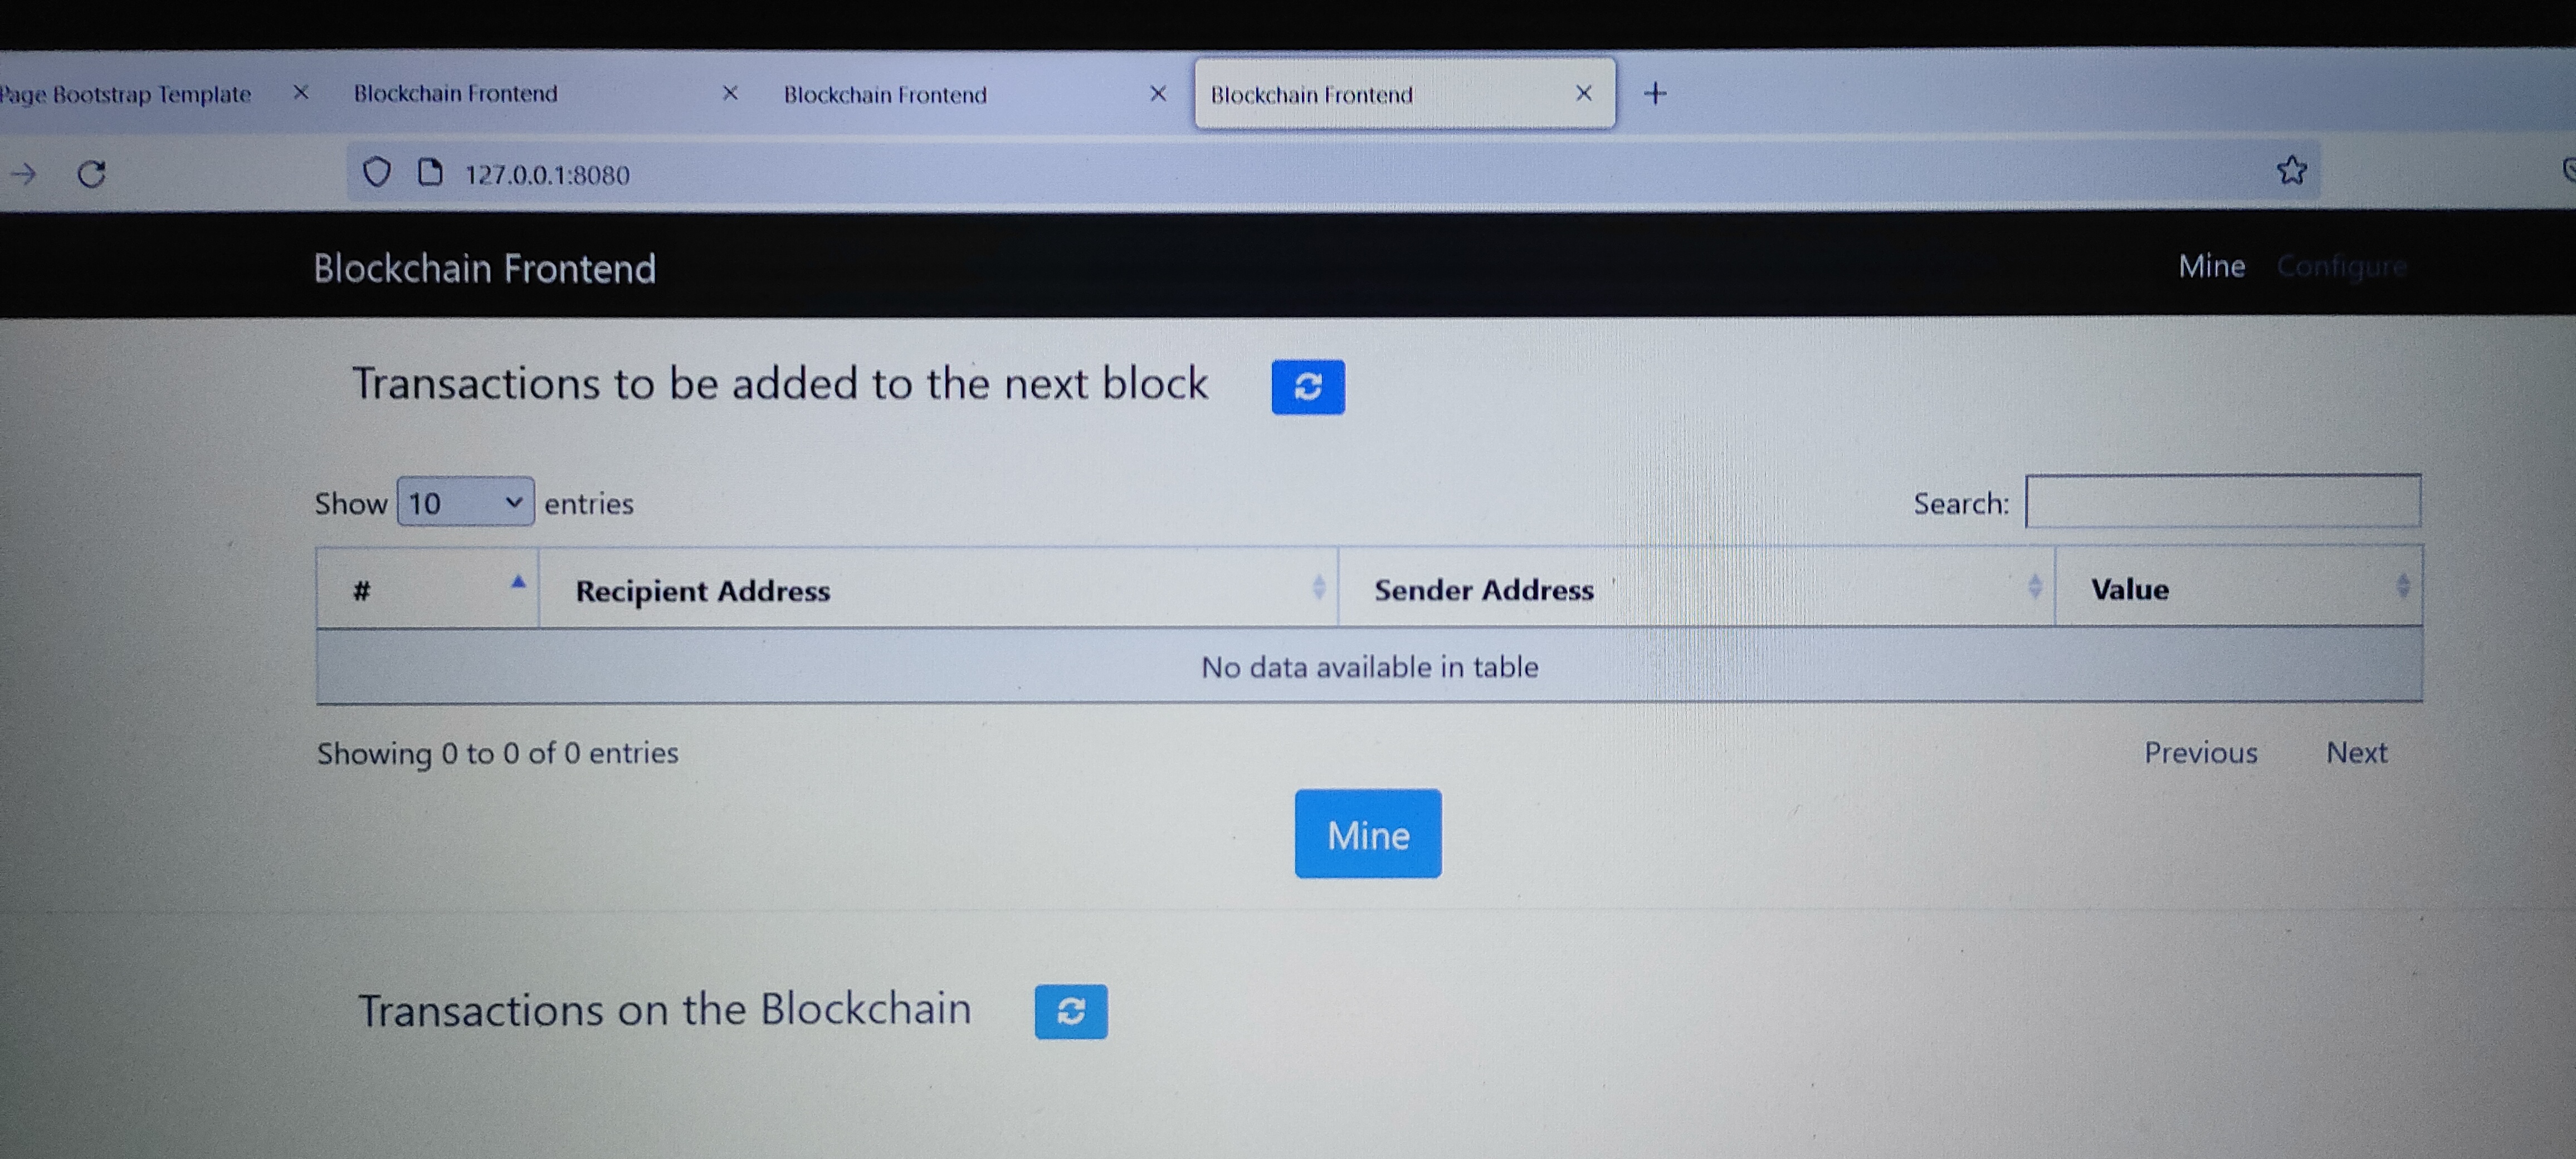 Page Bootstrap Template
Blockchain Frontend
Blockchain Frontend
Blockchain Frontend
127.0.0.1:8080
Blockchain Frontend
Mine Configure
Transactions to be added to the next block
Show 10 entries
Search:
# Recipient Address Sender Address Value
No data available in table
Showing 0 to 0 of 0 entries
Previous Next
Mine
Transactions on the Blockchain